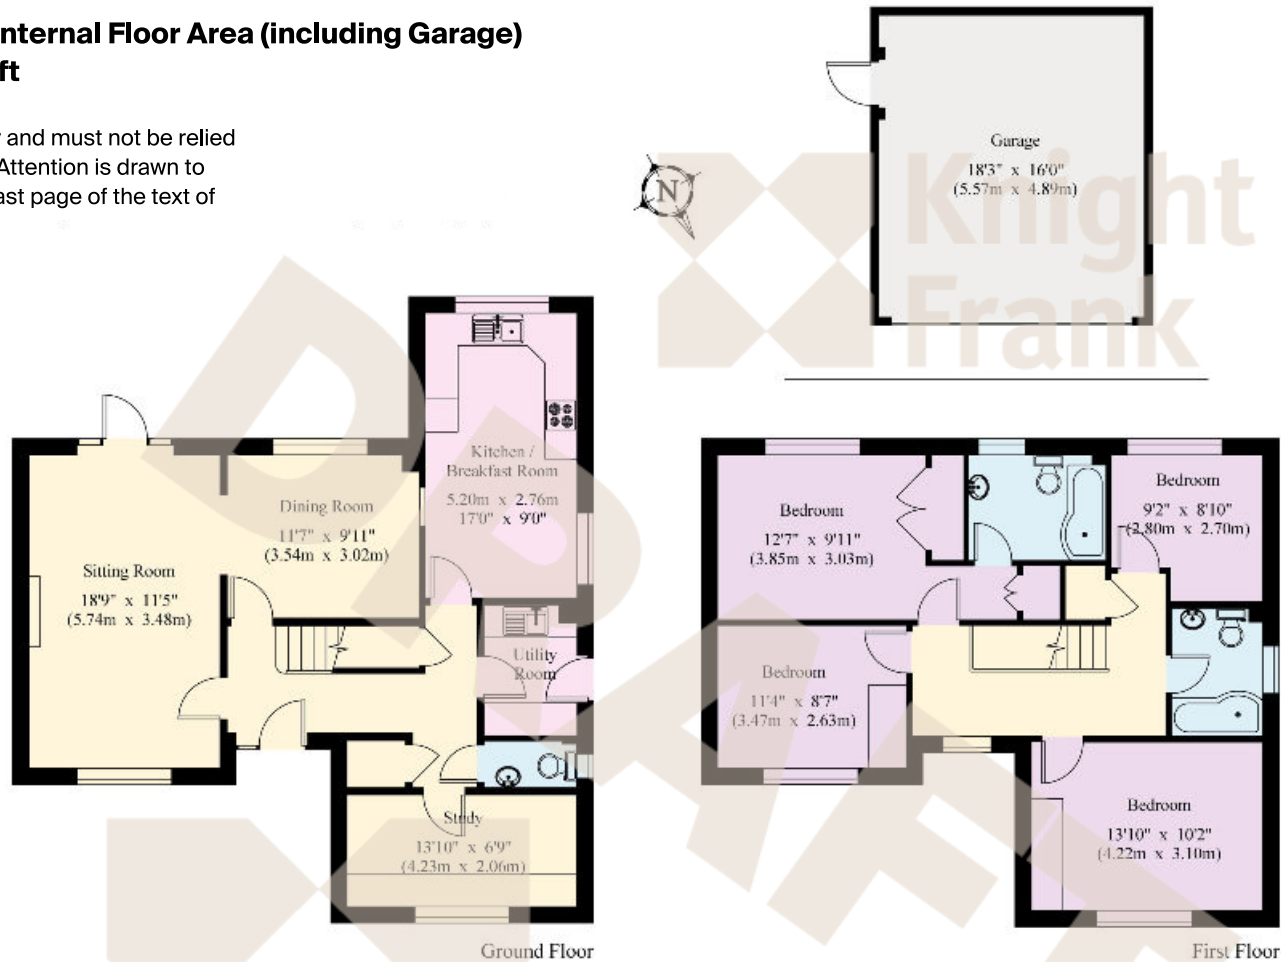 nternal Floor Area (including Garage)
ft
and must not be relied
Attention is drawn to
ast page of the text of
N
Garage
18'3" x 16'0"
(5.57m x 4.89m)
Knight
Frank
DRAFT
Kitchen /
Breakfast Room
5.20m x 2.76m
17'0" x 9'0"
Dining Room
11'7" x 9'11"
(3.54m x 3.02m)
Sitting Room
18'9" x 11'5"
(5.74m x 3.48m)
Utility
Room
Study
13'10" x 6'9"
(4.23m x 2.06m)
Ground Floor
Bedroom
12'7" x 9'11"
(3.85m x 3.03m)
Bedroom
9'2" x 8'10"
(2.80m x 2.70m)
Bedroom
11'4" x 8'7"
(3.47m x 2.63m)
Bedroom
13'10" x 10'2"
(4.22m x 3.10m)
First Floor